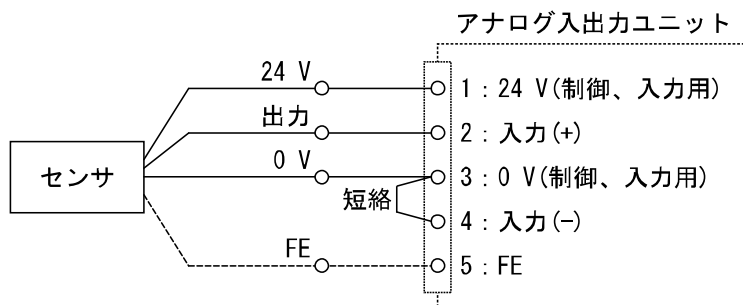 アナログ入出力ユニット
24 V
1：24 V(制御、入力用)
出力
2：入力(+)
0 V
3：0 V(制御、入力用)
センサ
短絡
4：入力(−)
FE
5：FE